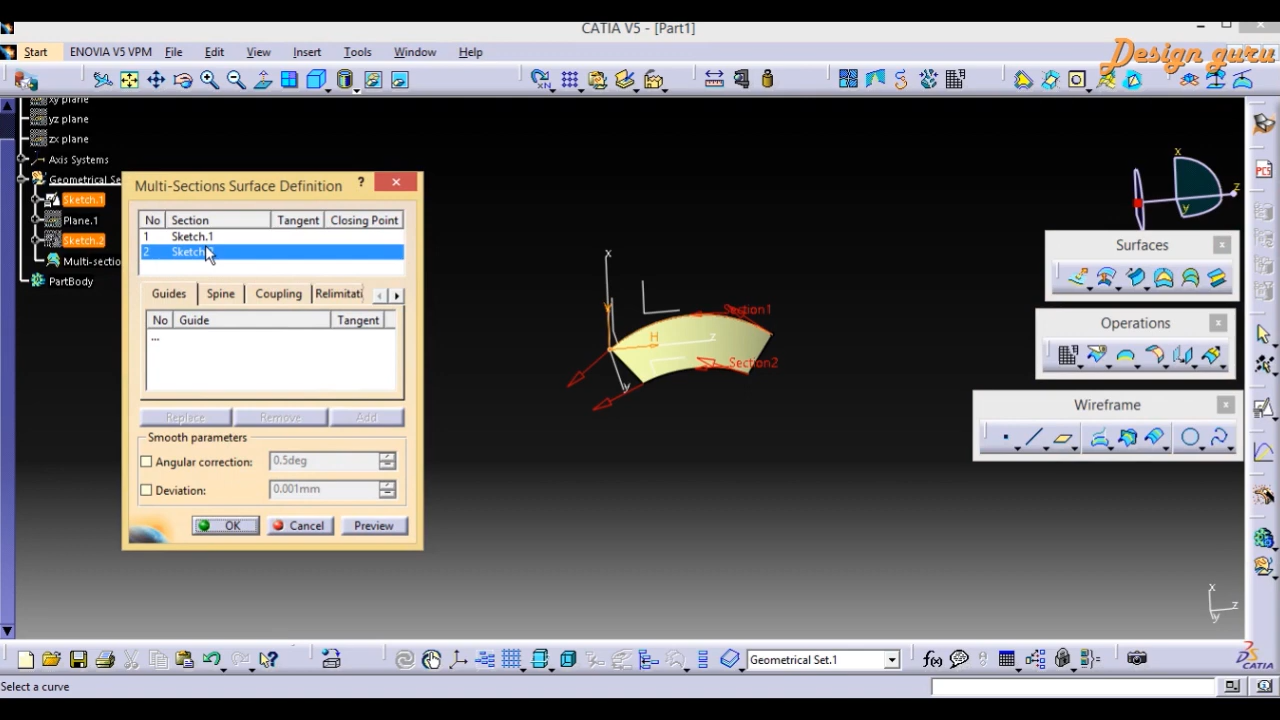 CATIA V5 - [Part1]
Design guru
Start ENOVIA V5 VPM File Edit View Insert Tools Window Help
xy plane
yz plane
zx plane
Axis Systems
Geometrical Se
Sketch.1
Plane.1
Sketch.2
Multi-sectio
PartBody
Multi-Sections Surface Definition ?
No Section Tangent Closing Point
1 Sketch.1
2 Sketch
Guides Spine Coupling Relimitati
No Guide Tangent
...
Replace Remove Add
Smooth parameters
Angular correction: 0.5deg
Deviation: 0.001mm
OK Cancel Preview
x
Section1
H
z
Section2
y
x
z
y
Surfaces
Operations
Wireframe
x
z
y
Geometrical Set.1
f(x)
CATIA
Select a curve